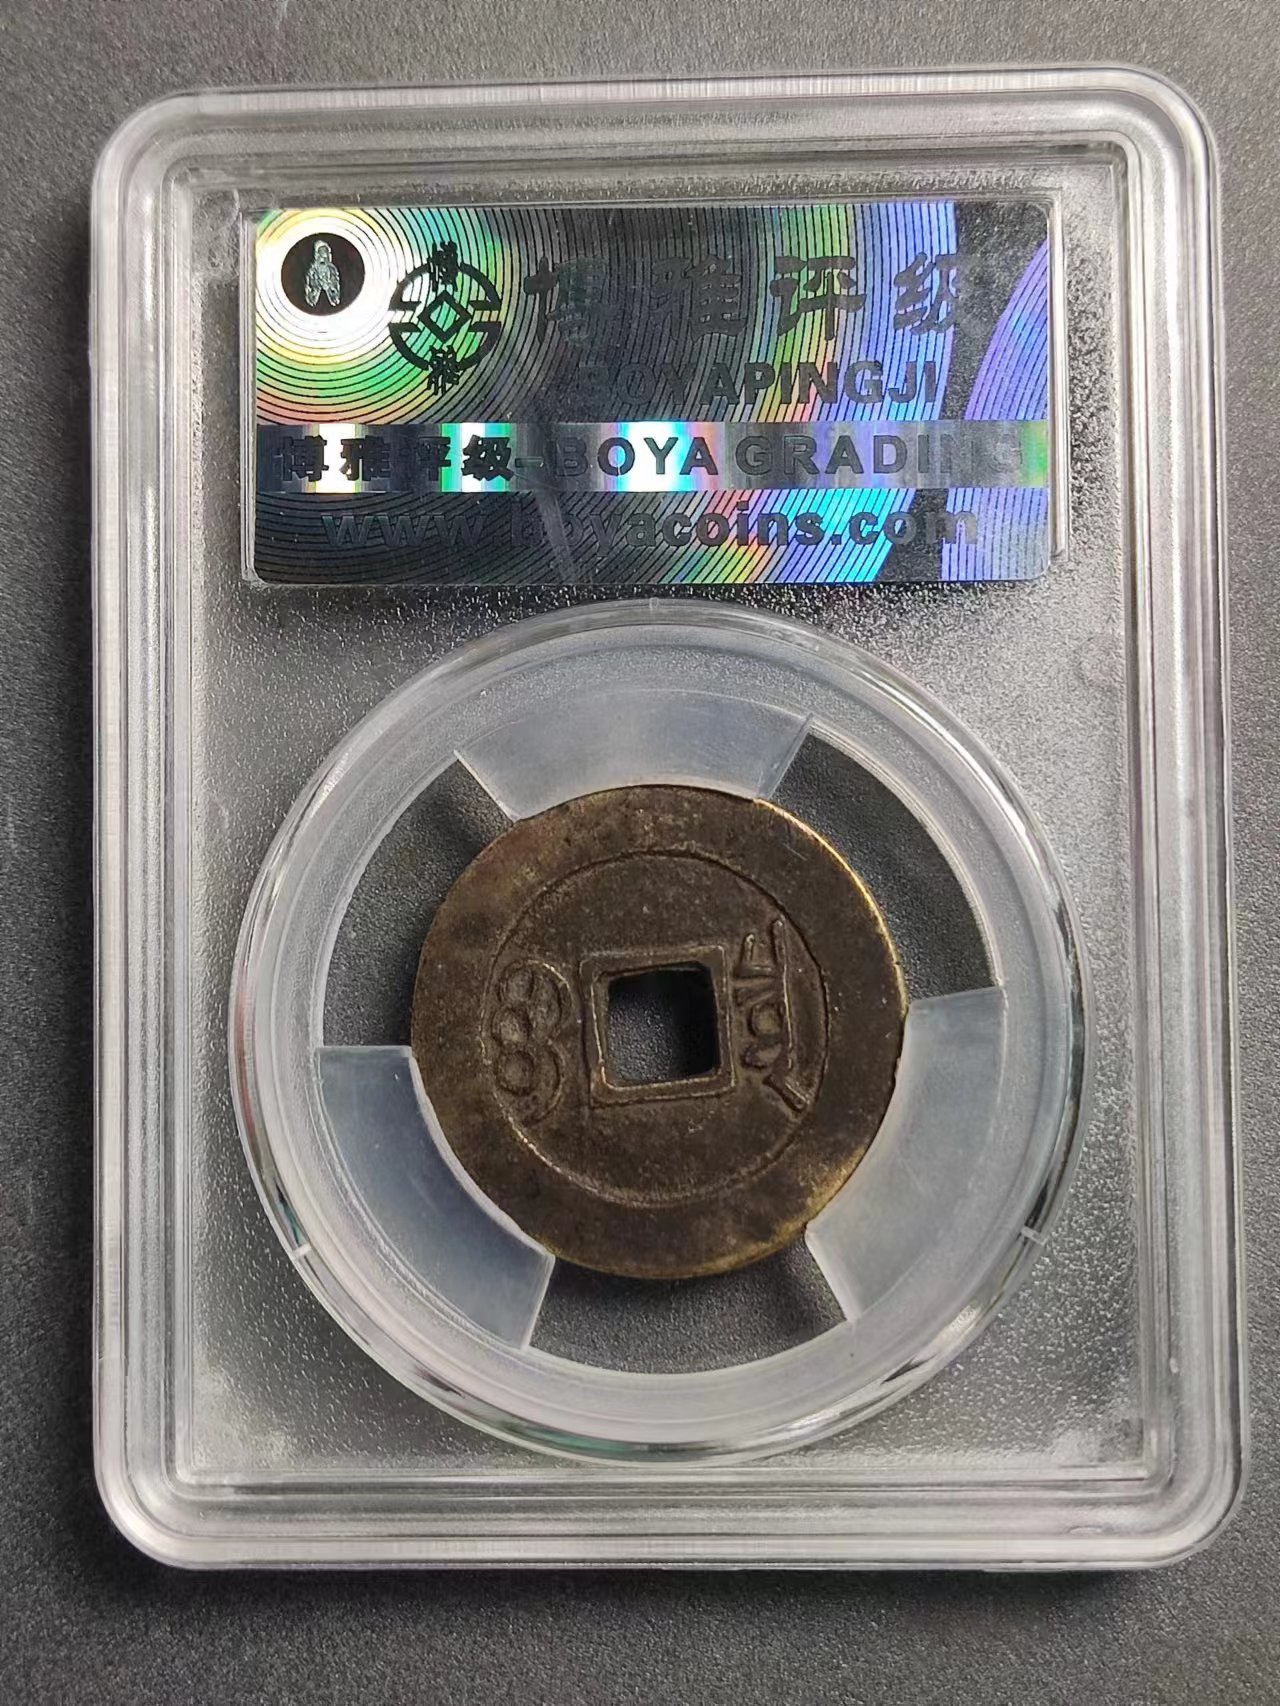 博雅评级
BOYAPINGJI
博雅评级-BOYA GRADING
www.boyacoins.com